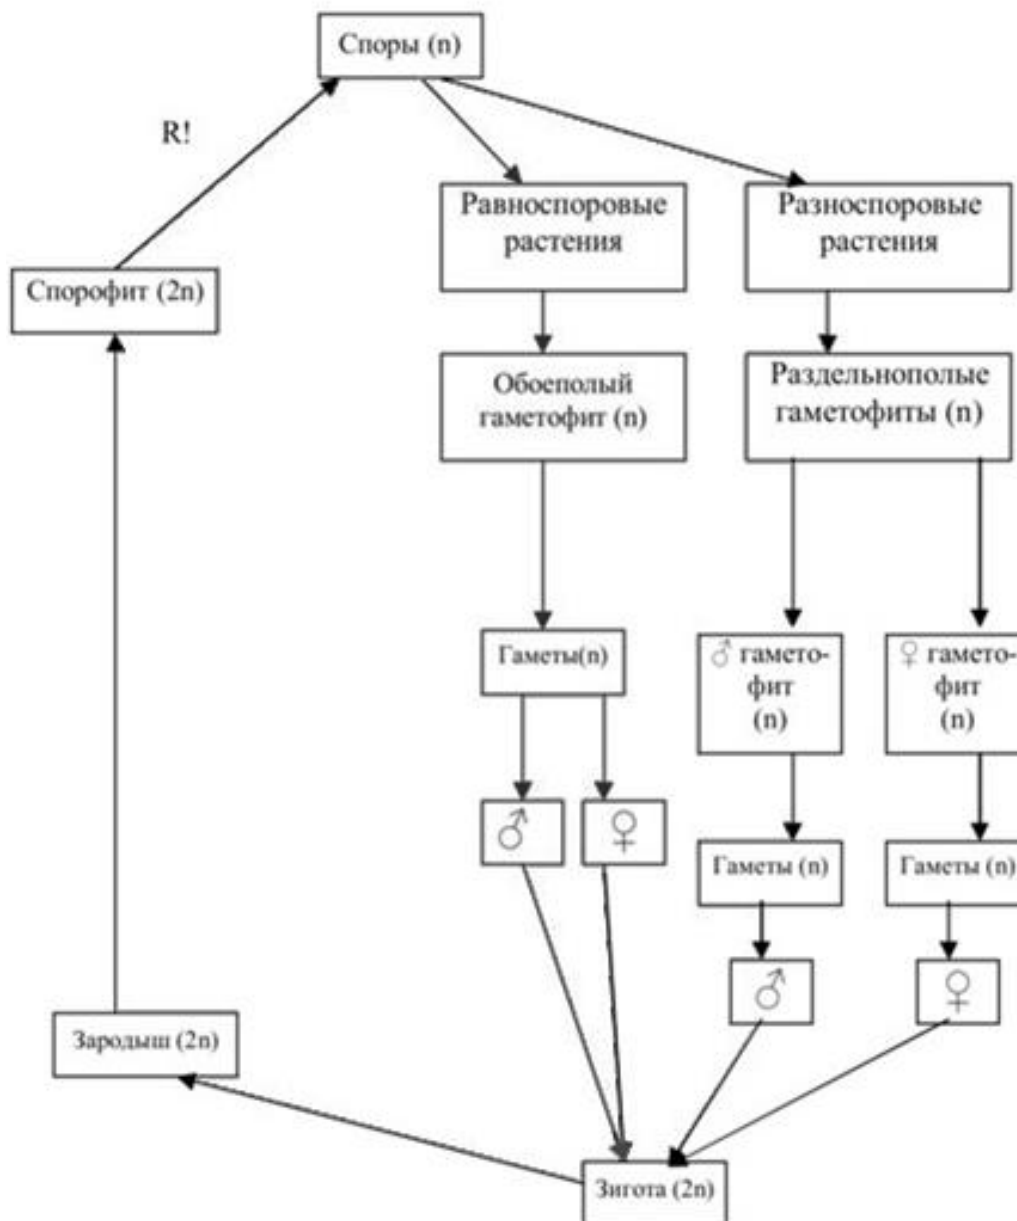 Споры (n)
R!
Равноспоровые
растения
Разноспоровые
растения
Спорофит (2n)
Обоеполый
гаметофит (n)
Раздельнополые
гаметофиты (n)
Гаметы(n)
♂ гамето-
фит
(n)
♀ гамето-
фит
(n)
♂
♀
Гаметы (n)
Гаметы (n)
♂
♀
Зародыш (2n)
Зигота (2n)